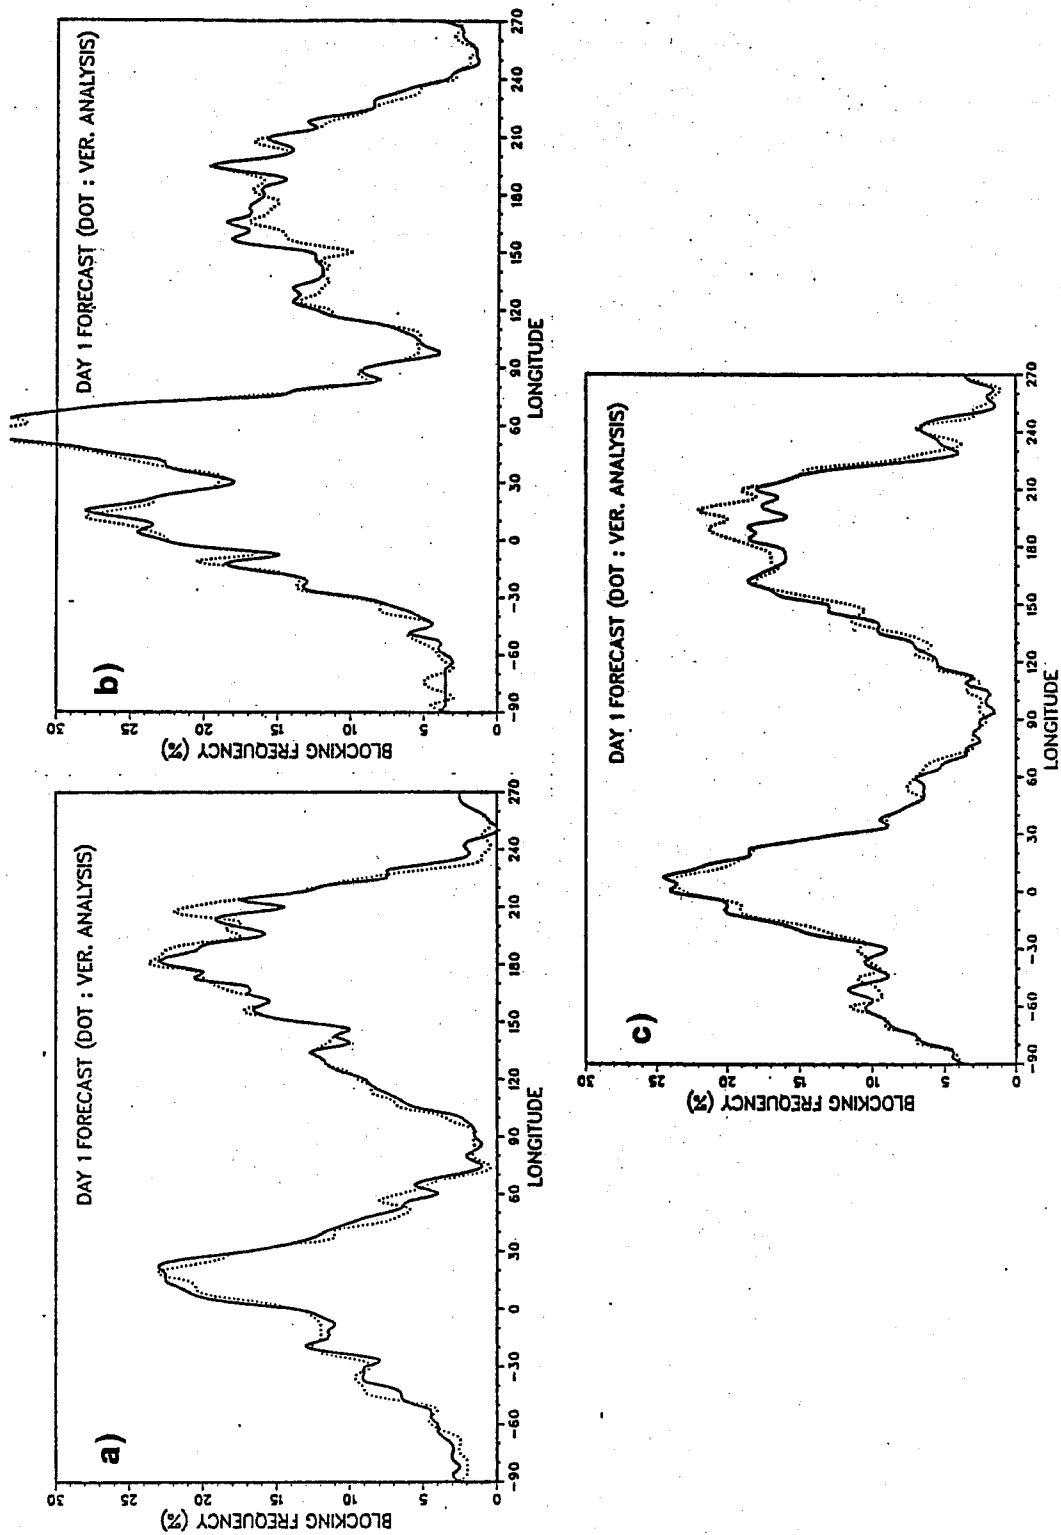 a)
DAY 1 FORECAST (DOT : VER. ANALYSIS)
BLOCKING FREQUENCY (%)
30
25
20
15
10
5
0
-90 -60 -30 0 30 60 90 120 150 180 210 240 270
LONGITUDE
b)
DAY 1 FORECAST (DOT : VER. ANALYSIS)
BLOCKING FREQUENCY (%)
30
25
20
15
10
5
0
-90 -60 -30 0 30 60 90 120 150 180 210 240 270
LONGITUDE
c)
DAY 1 FORECAST (DOT : VER. ANALYSIS)
BLOCKING FREQUENCY (%)
30
25
20
15
10
5
0
-90 -60 -30 0 30 60 90 120 150 180 210 240 270
LONGITUDE